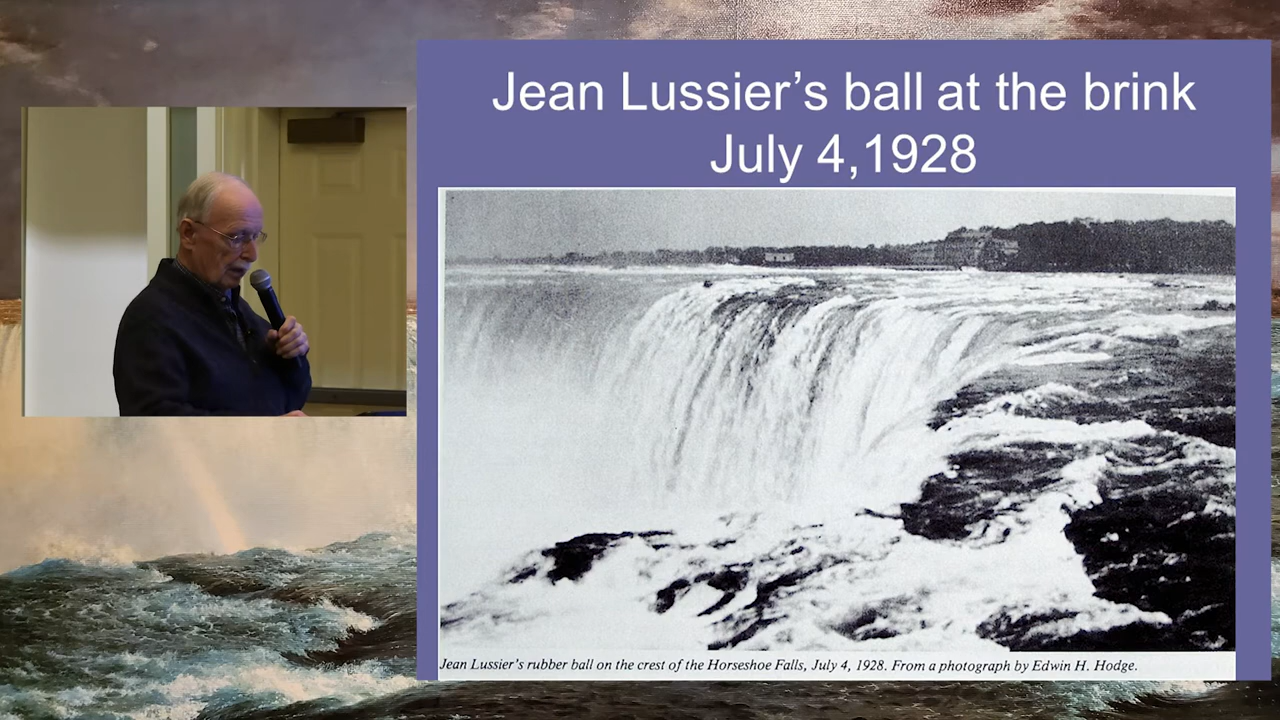 Jean Lussier’s ball at the brink
July 4,1928
Jean Lussier's rubber ball on the crest of the Horseshoe Falls, July 4, 1928. From a photograph by Edwin H. Hodge.